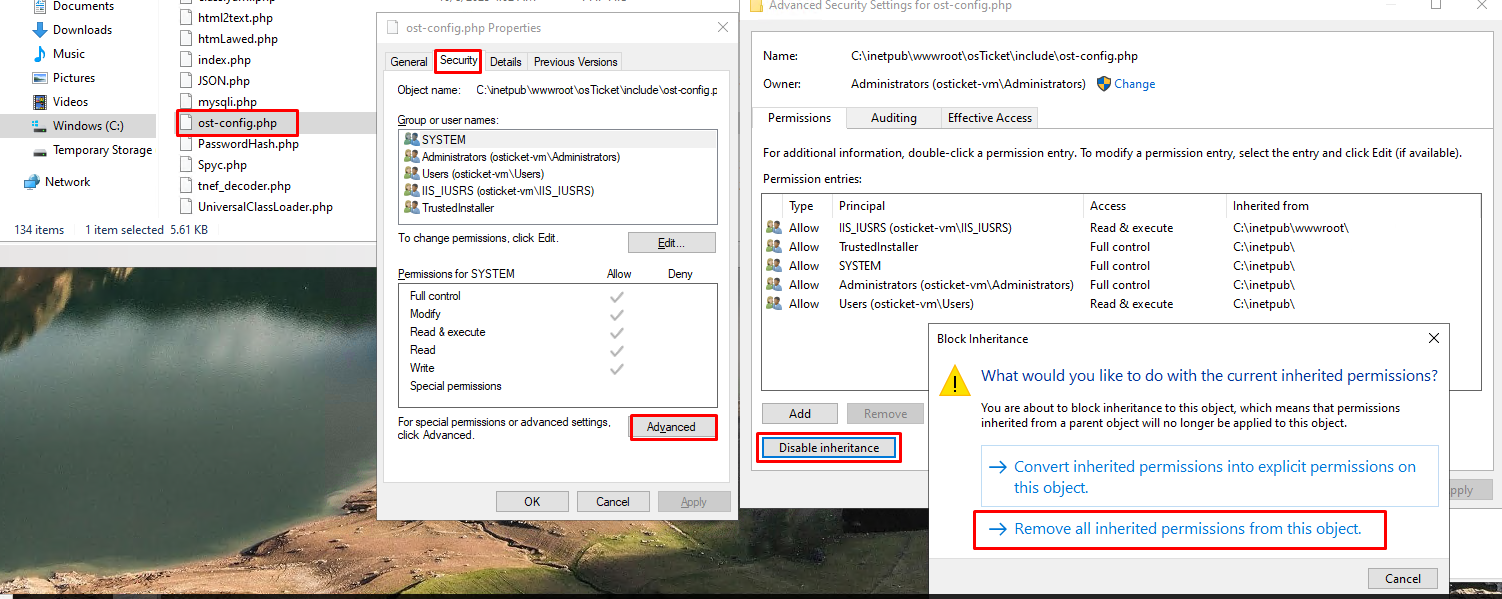 Documents
Downloads
Music
Pictures
Videos
Windows (C:)
Temporary Storage
Network
html2text.php
htmLawed.php
index.php
JSON.php
mysqli.php
ost-config.php
PasswordHash.php
Spyc.php
tnef_decoder.php
UniversalClassLoader.php
134 items 1 item selected 5.61 KB
ost-config.php Properties
General Security Details Previous Versions
Object name: C:\inetpub\wwwroot\osTicket\include\ost-config.p
Group or user names:
SYSTEM
Administrators (osticket-vm\Administrators)
Users (osticket-vm\Users)
IIS_IUSRS (osticket-vm\IIS_IUSRS)
TrustedInstaller
To change permissions, click Edit.
Edit...
Permissions for SYSTEM Allow Deny
Full control
Modify
Read & execute
Read
Write
Special permissions
For special permissions or advanced settings,
click Advanced.
Advanced
OK Cancel Apply
Advanced Security Settings for ost-config.php
Name: C:\inetpub\wwwroot\osTicket\include\ost-config.php
Owner: Administrators (osticket-vm\Administrators) Change
Permissions Auditing Effective Access
For additional information, double-click a permission entry. To modify a permission entry, select the entry and click Edit (if available).
Permission entries:
Type Principal Access Inherited from
Allow IIS_IUSRS (osticket-vm\IIS_IUSRS) Read & execute C:\inetpub\wwwroot\
Allow TrustedInstaller Full control C:\inetpub\
Allow SYSTEM Full control C:\inetpub\
Allow Administrators (osticket-vm\Administrators) Full control C:\inetpub\
Allow Users (osticket-vm\Users) Read & execute C:\inetpub\
Add Remove
Disable inheritance
Block Inheritance
What would you like to do with the current inherited permissions?
You are about to block inheritance to this object, which means that permissions
inherited from a parent object will no longer be applied to this object.
Convert inherited permissions into explicit permissions on
this object.
Remove all inherited permissions from this object.
Cancel
pply